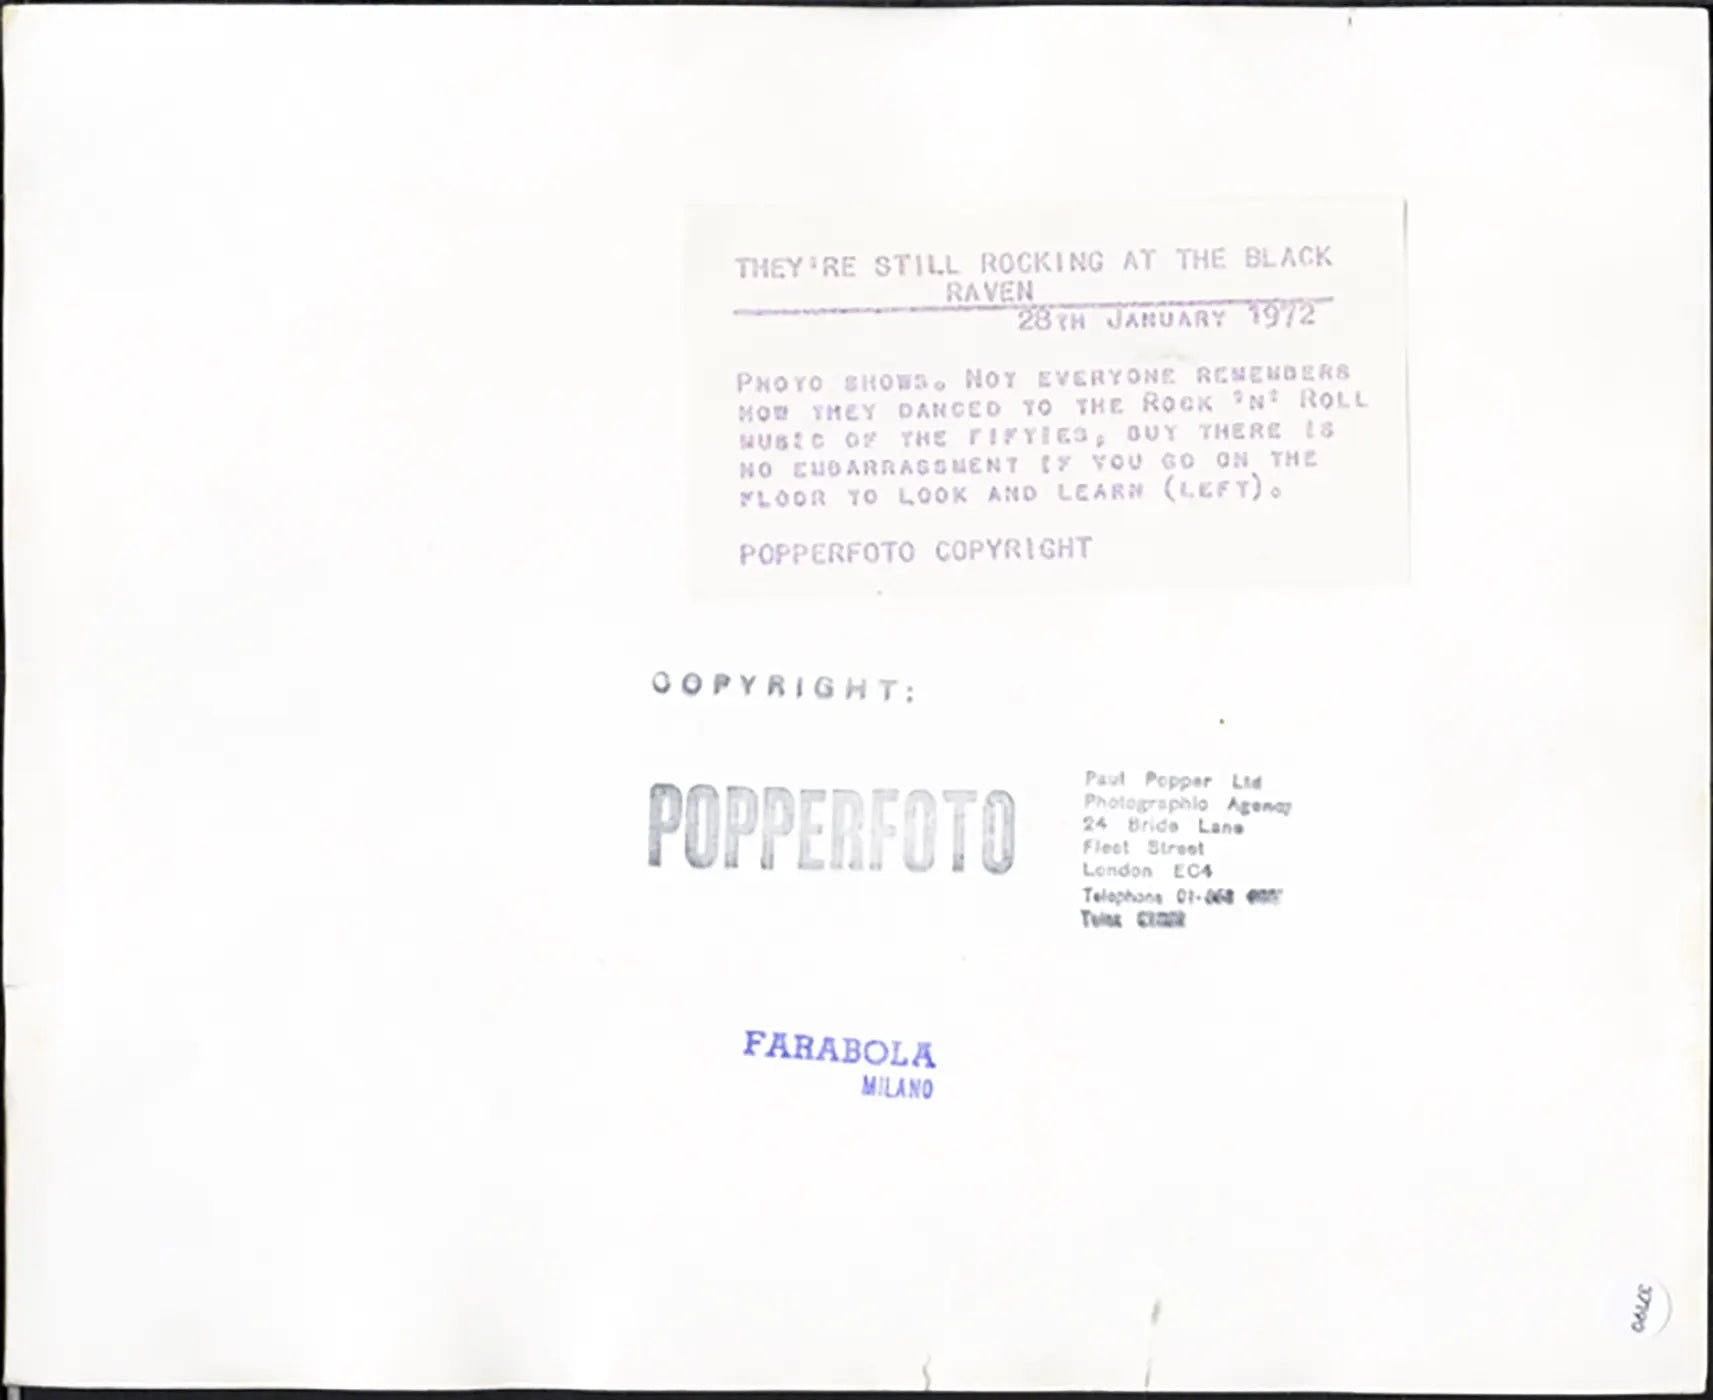 THEY'RE STILL ROCKING AT THE BLACK
RAVEN
28TH JANUARY 1972
PHOTO SHOWS. NOT EVERYONE REMEMBERS
HOW THEY DANCED TO THE ROCK 'N' ROLL
MUSIC OF THE FIFTIES, BUT THERE IS
NO EMBARRASSMENT IF YOU GO ON THE
FLOOR TO LOOK AND LEARN (LEFT).
POPPERFOTO COPYRIGHT
COPYRIGHT:
POPPERFOTO
Paul Popper Ltd
Photographic Agency
24 Bride Lane
Fleet Street
London EC4
Telephone
Telex
FARABOLA
MILANO